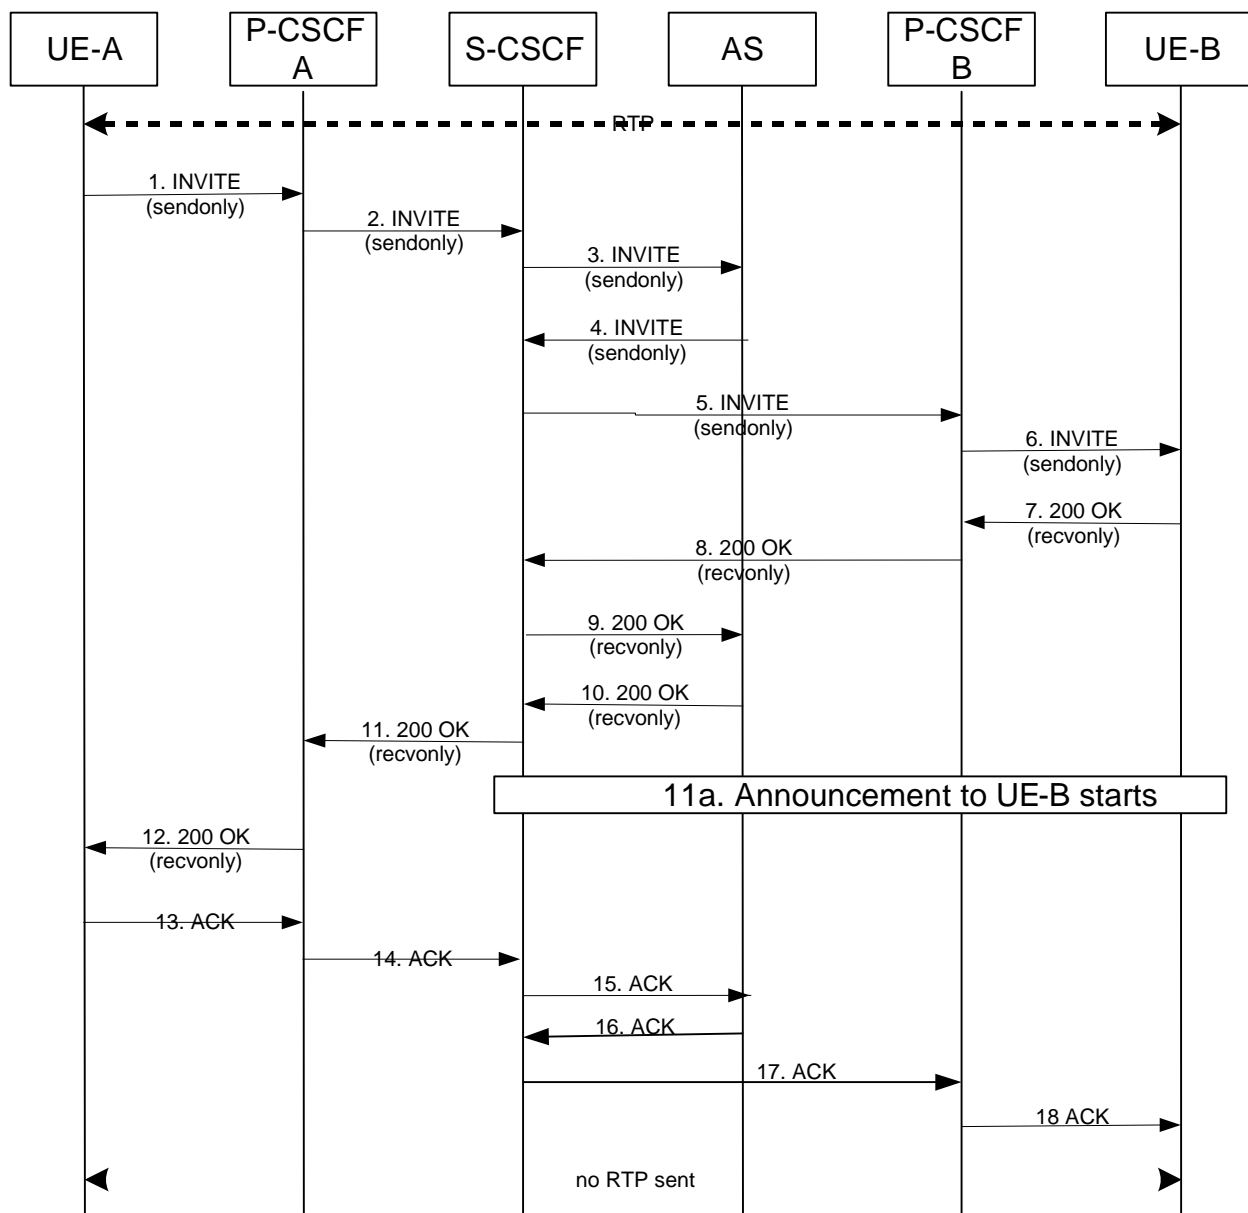 UE-A
P-CSCF
A
S-CSCF
AS
P-CSCF
B
UE-B
RTP
1. INVITE
(sendonly)
2. INVITE
(sendonly)
3. INVITE
(sendonly)
4. INVITE
(sendonly)
5. INVITE
(sendonly)
6. INVITE
(sendonly)
7. 200 OK
(recvonly)
8. 200 OK
(recvonly)
9. 200 OK
(recvonly)
10. 200 OK
(recvonly)
11. 200 OK
(recvonly)
11a. Announcement to UE-B starts
12. 200 OK
(recvonly)
13. ACK
14. ACK
15. ACK
16. ACK
17. ACK
18 ACK
no RTP sent